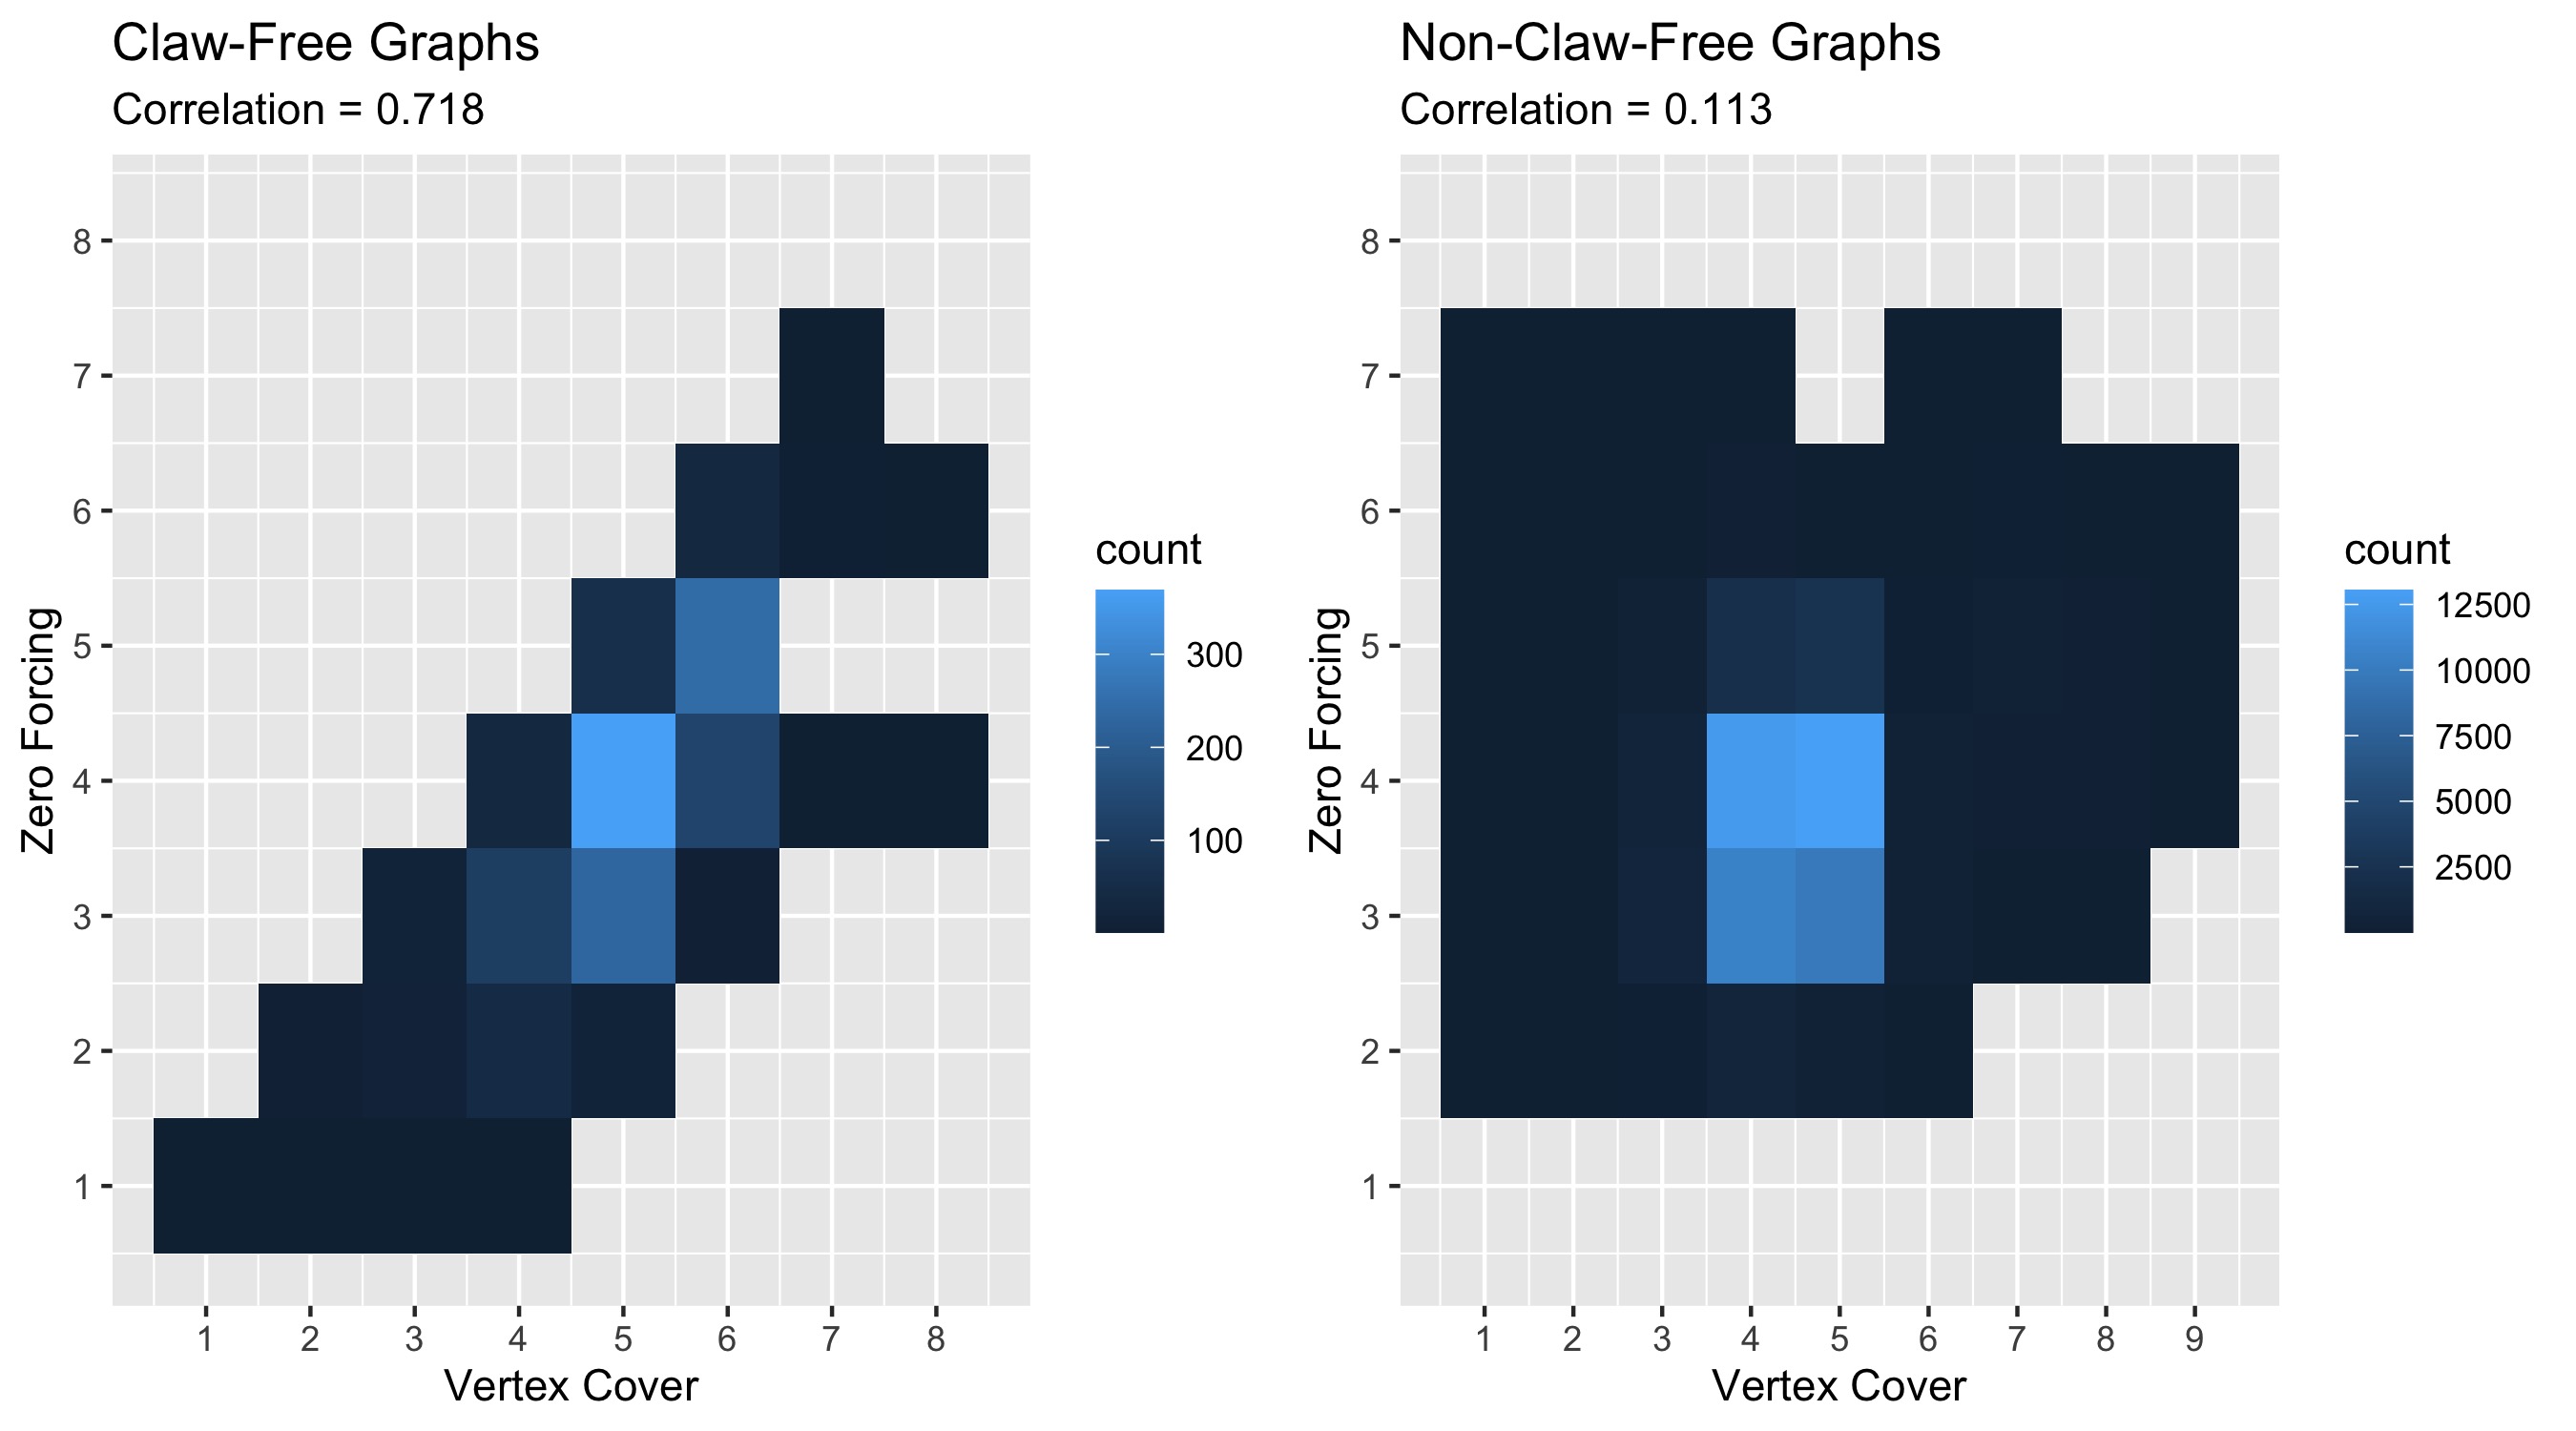 Claw-Free Graphs
Correlation = 0.718
8
7
6
5
4
3
2
1
Zero Forcing
1 2 3 4 5 6 7 8
Vertex Cover
count
300
200
100
Non-Claw-Free Graphs
Correlation = 0.113
8
7
6
5
4
3
2
1
Zero Forcing
1 2 3 4 5 6 7 8 9
Vertex Cover
count
12500
10000
7500
5000
2500